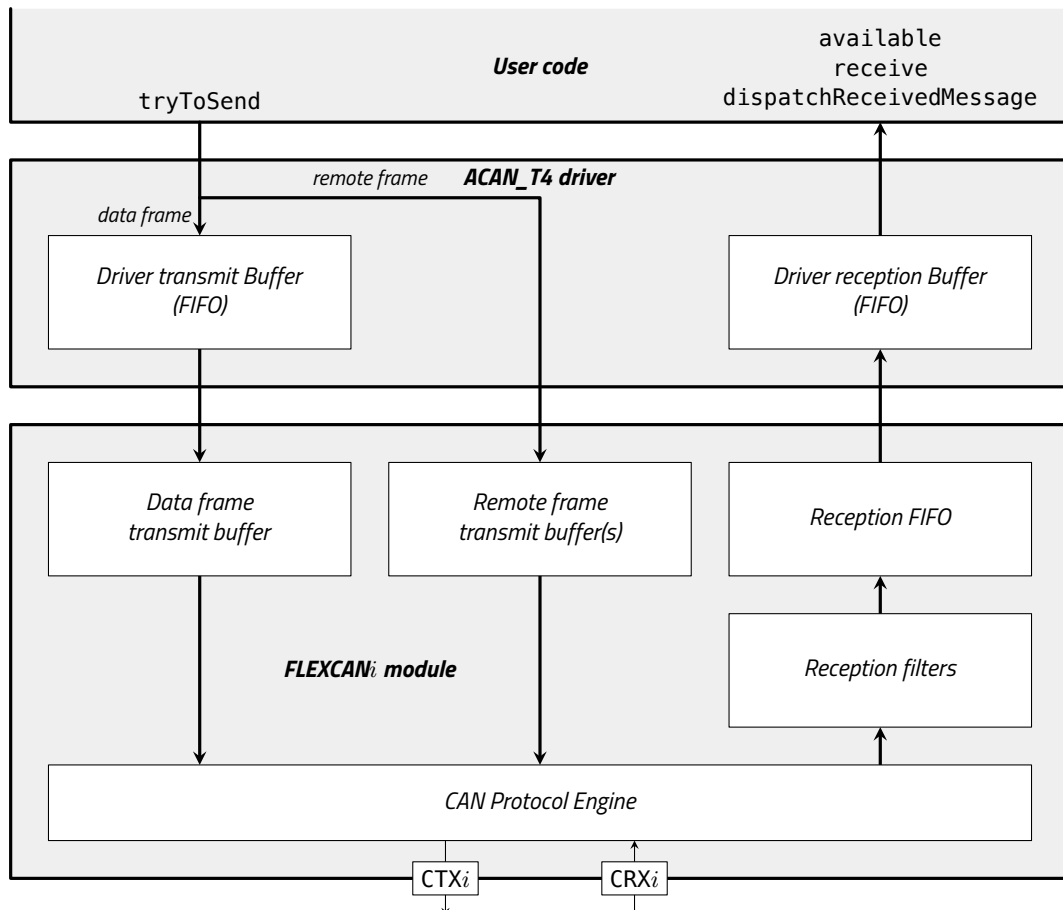 available
User code
receive
tryToSend
dispatchReceivedMessage
remote frame
ACAN_T4 driver
data frame
Driver transmit Buffer
(FIFO)
Driver reception Buffer
(FIFO)
Data frame
transmit buffer
Remote frame
transmit buffer(s)
Reception FIFO
FLEXCANi module
Reception filters
CAN Protocol Engine
CTXi
CRXi